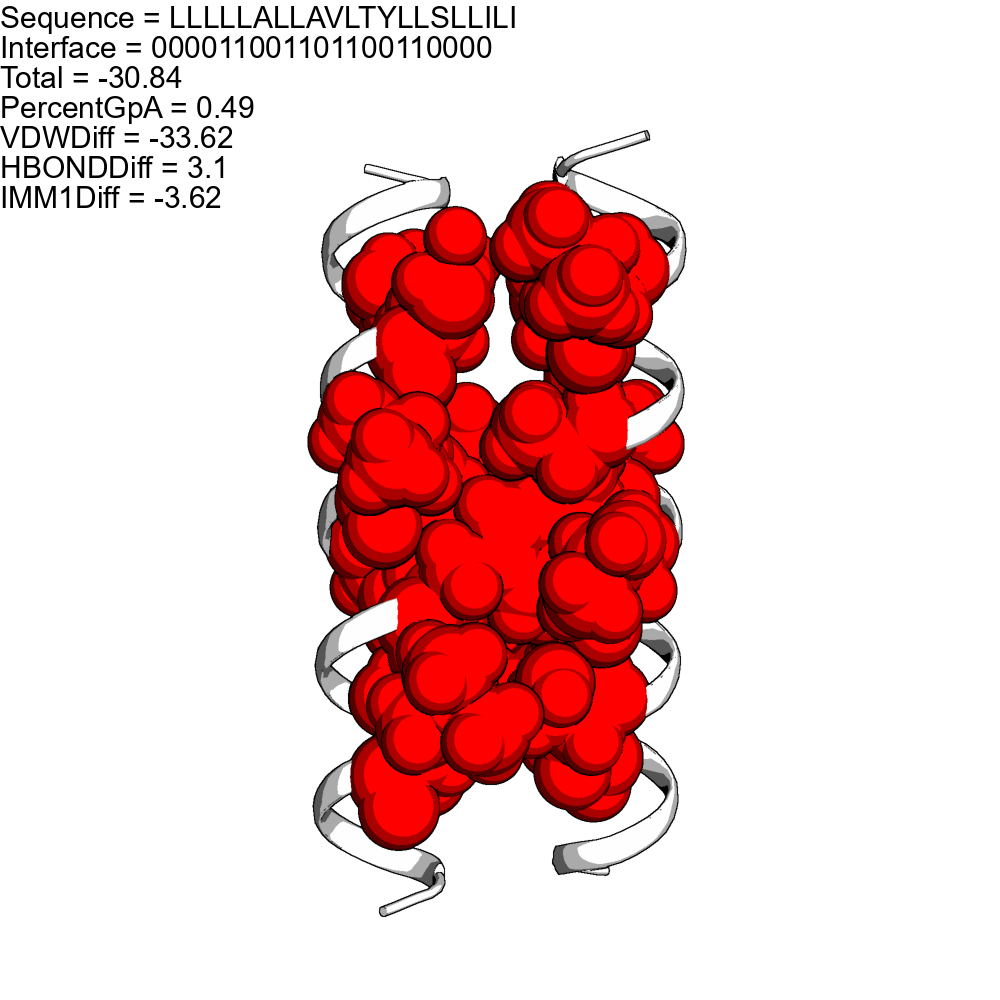 Sequence = LLLLLALLAVLTYLLSLLILI
Interface = 000011001101100110000
Total = -30.84
PercentGpA = 0.49
VDWDiff = -33.62
HBONDDiff = 3.1
IMM1Diff = -3.62